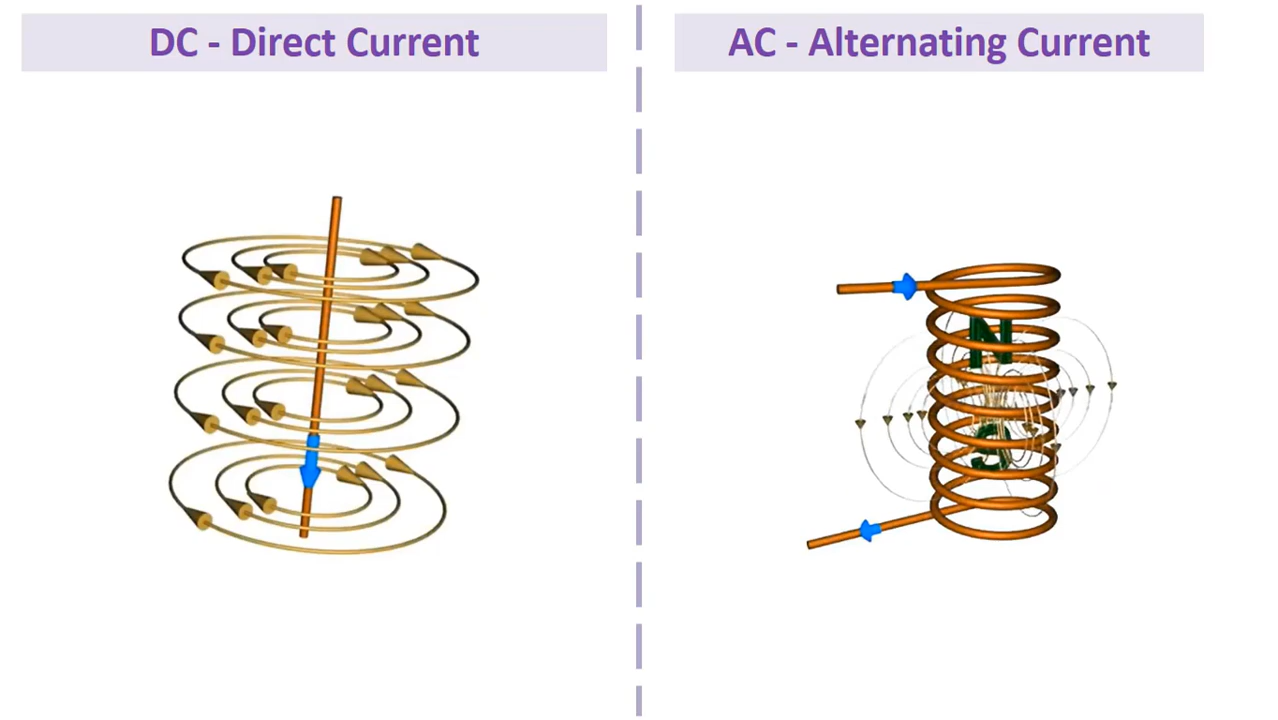 DC - Direct Current
AC - Alternating Current
N
S